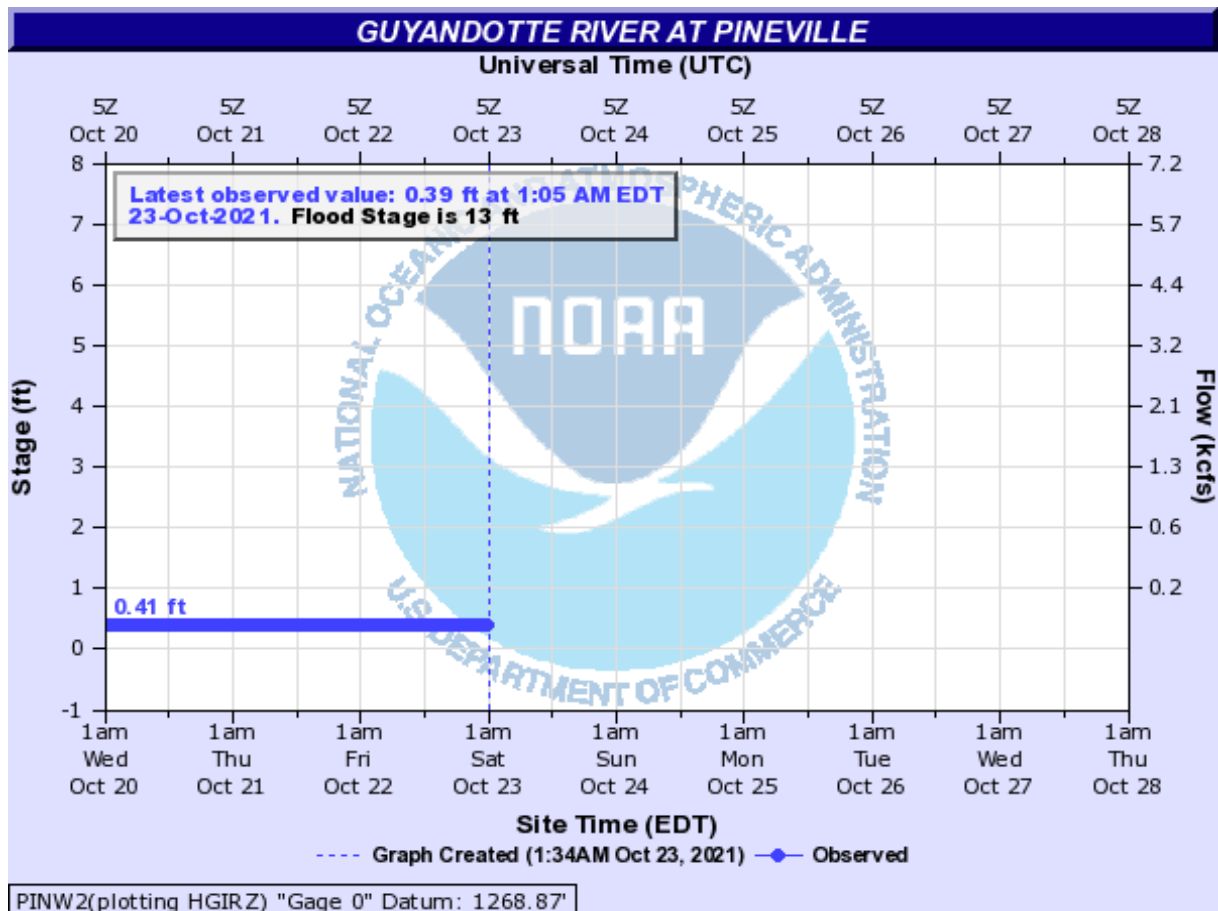 GUYANDOTTE RIVER AT PINEVILLE
Universal Time (UTC)
5Z 5Z 5Z 5Z 5Z 5Z 5Z 5Z 5Z
Oct 20 Oct 21 Oct 22 Oct 23 Oct 24 Oct 25 Oct 26 Oct 27 Oct 28
Latest observed value: 0.39 ft at 1:05 AM EDT
23-Oct-2021. Flood Stage is 13 ft
NATIONAL OCEANIC AND ATMOSPHERIC ADMINISTRATION
NOAA
U.S. DEPARTMENT OF COMMERCE
Stage (ft)
8
7
6
5
4
3
2
1
0
-1
0.41 ft
7.2
5.7
4.4
3.2
2.1
1.3
0.6
0.2
Flow (kcfs)
1am 1am 1am 1am 1am 1am 1am 1am 1am
Wed Thu Fri Sat Sun Mon Tue Wed Thu
Oct 20 Oct 21 Oct 22 Oct 23 Oct 24 Oct 25 Oct 26 Oct 27 Oct 28
Site Time (EDT)
Graph Created (1:34AM Oct 23, 2021) Observed
PINW2(plotting HGIRZ) "Gage 0" Datum: 1268.87'